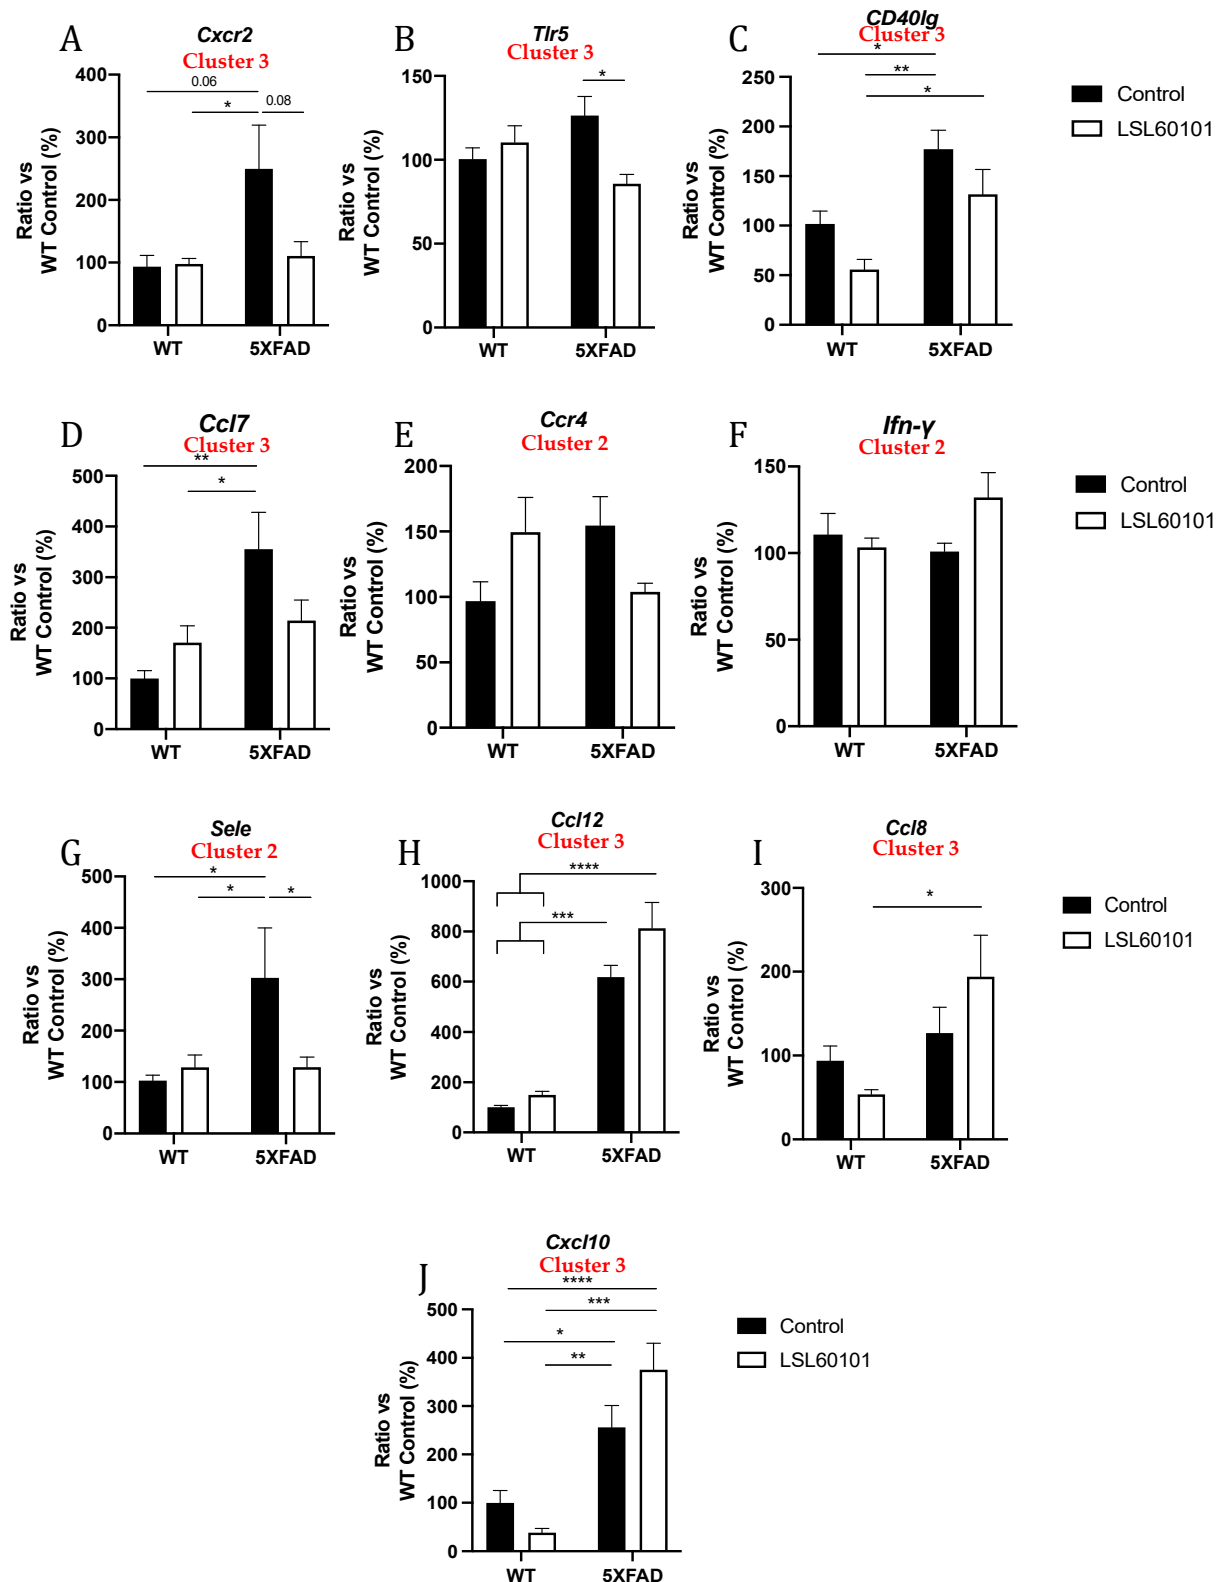 A
Cxcr2
Cluster 3
Ratio vs
WT Control (%)
400
300
200
100
0
0.06
*
0.08
WT
5XFAD
B
Tlr5
Cluster 3
Ratio vs
WT Control (%)
150
100
50
0
*
WT
5XFAD
C
CD40lg
Cluster 3
Ratio vs
WT Control (%)
250
200
150
100
50
0
*
**
*
WT
5XFAD
Control
LSL60101
D
Ccl7
Cluster 3
Ratio vs
WT Control (%)
500
400
300
200
100
0
**
*
WT
5XFAD
E
Ccr4
Cluster 2
Ratio vs
WT Control (%)
200
150
100
50
0
WT
5XFAD
F
Ifn-γ
Cluster 2
Ratio vs
WT Control (%)
150
100
50
0
WT
5XFAD
Control
LSL60101
G
Sele
Cluster 2
Ratio vs
WT Control (%)
500
400
300
200
100
0
*
*
*
WT
5XFAD
H
Ccl12
Cluster 3
Ratio vs
WT Control (%)
1000
800
600
400
200
0
****
***
WT
5XFAD
I
Ccl8
Cluster 3
Ratio vs
WT Control (%)
300
200
100
0
*
WT
5XFAD
Control
LSL60101
J
Cxcl10
Cluster 3
Ratio vs
WT Control (%)
500
400
300
200
100
0
****
***
*
**
WT
5XFAD
Control
LSL60101